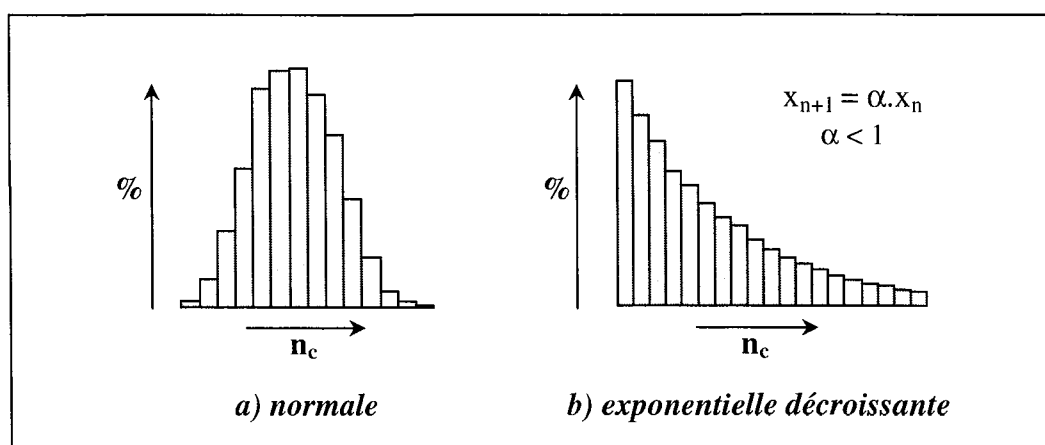 %
n_c
a) normale
x_{n+1} = α.x_n
α < 1
%
n_c
b) exponentielle décroissante